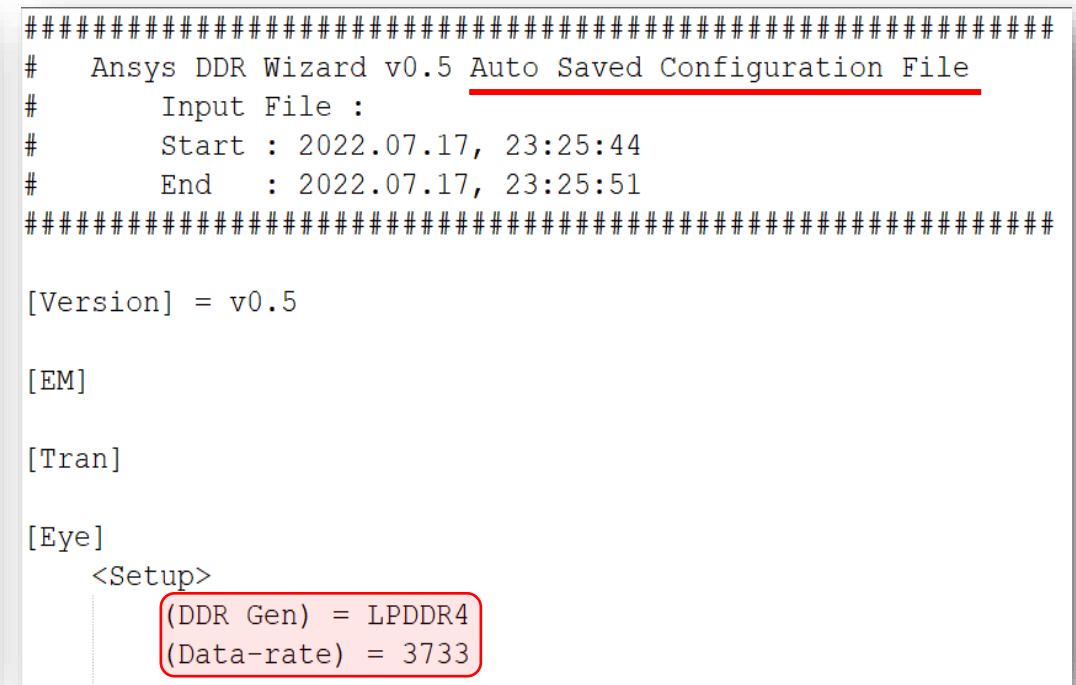 ############################################################
#   Ansys DDR Wizard v0.5 Auto Saved Configuration File
#       Input File :
#       Start : 2022.07.17, 23:25:44
#       End   : 2022.07.17, 23:25:51
############################################################
[Version] = v0.5
[EM]
[Tran]
[Eye]
    <Setup>
        (DDR Gen) = LPDDR4
        (Data-rate) = 3733